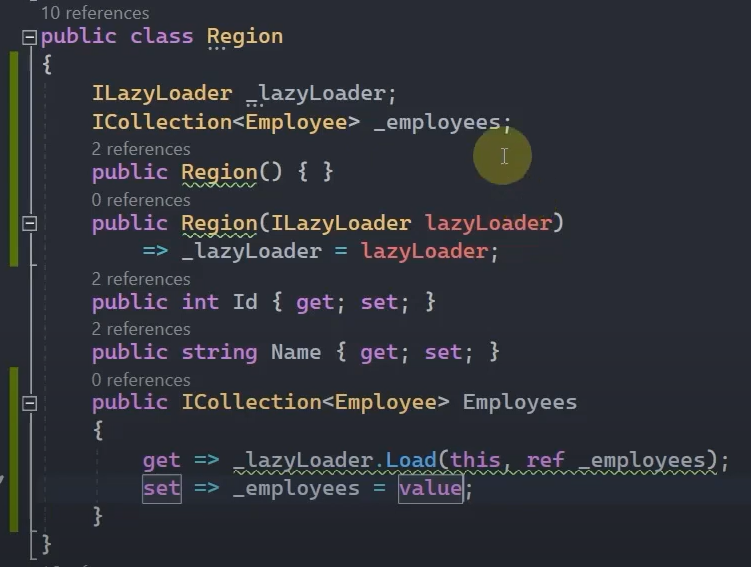 10 references
public class Region
{
ILazyLoader _lazyLoader;
ICollection<Employee> _employees;
2 references
public Region() { }
0 references
public Region(ILazyLoader lazyLoader)
=> _lazyLoader = lazyLoader;
2 references
public int Id { get; set; }
2 references
public string Name { get; set; }
0 references
public ICollection<Employee> Employees
{
get => _lazyLoader.Load(this, ref _employees);
set => _employees = value;
}
}